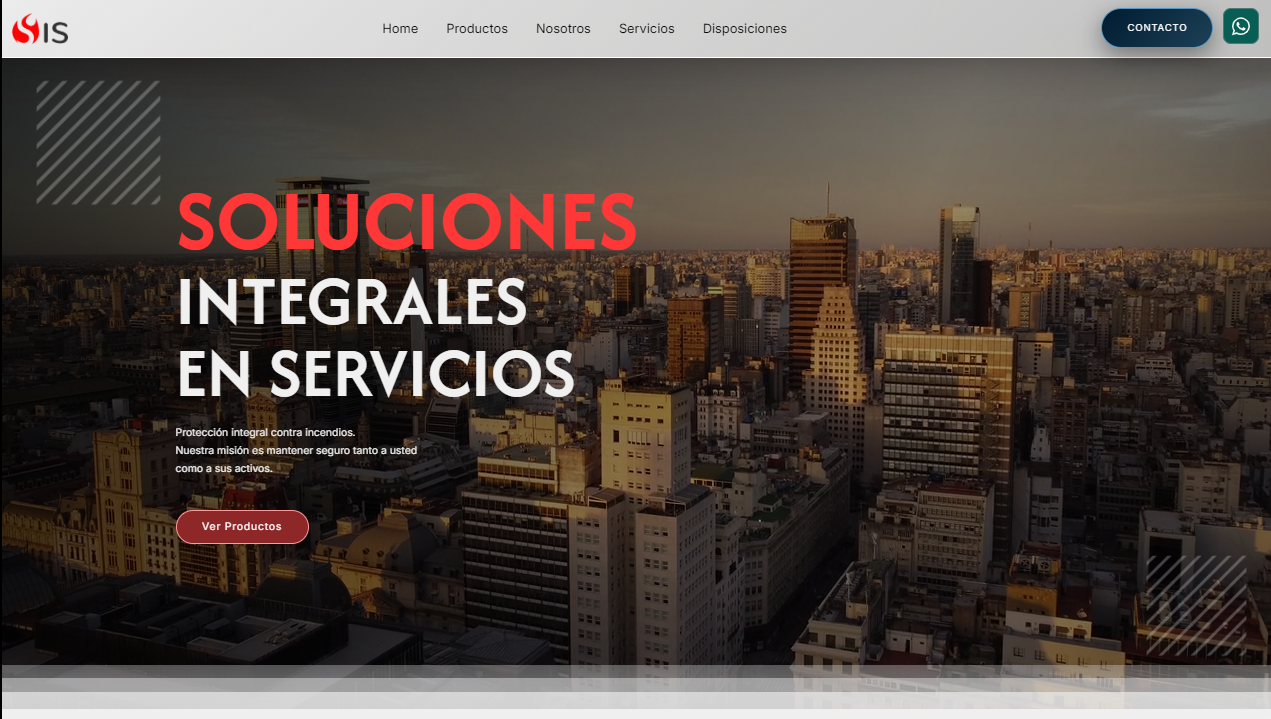 SIS
Home Productos Nosotros Servicios Disposiciones
CONTACTO
SOLUCIONES
INTEGRALES
EN SERVICIOS
Protección integral contra incendios.
Nuestra misión es mantener seguro tanto a usted
como a sus activos.
Ver Productos